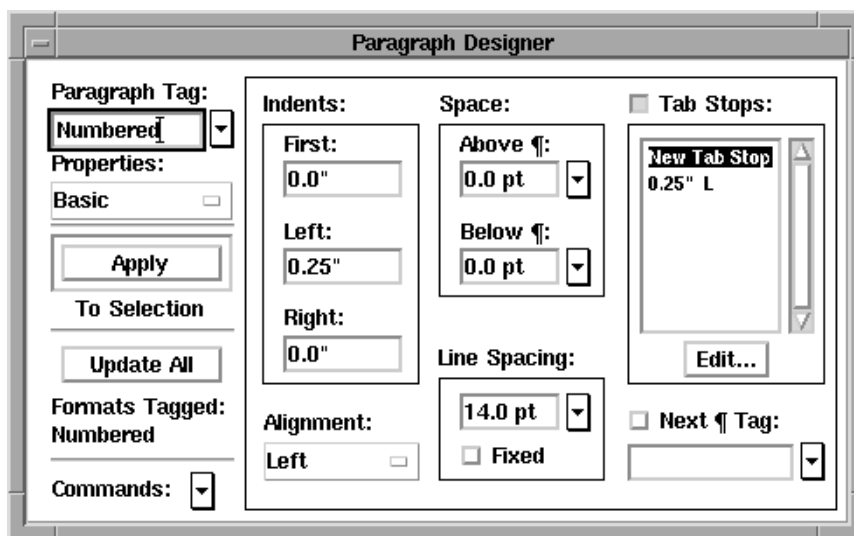 Paragraph Designer
Paragraph Tag:
Numbered
Properties:
Basic
Apply
To Selection
Update All
Formats Tagged:
Numbered
Commands:
Indents:
First:
0.0"
Left:
0.25"
Right:
0.0"
Alignment:
Left
Space:
Above ¶:
0.0 pt
Below ¶:
0.0 pt
Line Spacing:
14.0 pt
Fixed
Tab Stops:
New Tab Stop
0.25" L
Edit...
Next ¶ Tag: